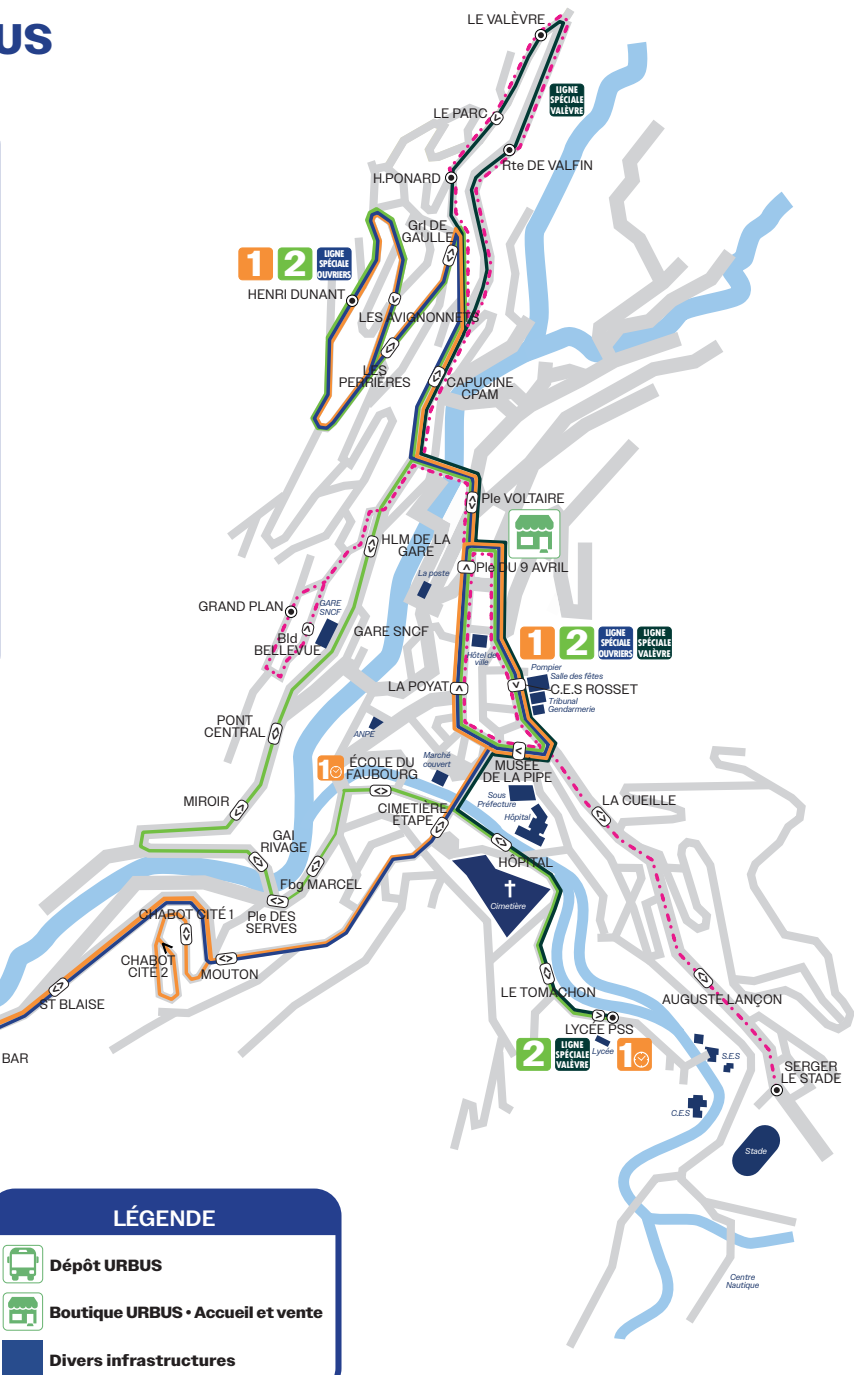 US
LE VALÈVRE
LIGNE
SPÉCIALE
VALÈVRE
LE PARC
Rte DE VALFIN
H.PONARD
Grl DE
GAULLE
1 2 LIGNE
SPÉCIALE
OUVRIERS
HENRI DUNANT
LES AVIGNONNETS
LES
PERRIÈRES
CAPUCINE
CPAM
Ple VOLTAIRE
HLM DE LA
GARE
Ple DU 9 AVRIL
La poste
GRAND PLAN
GARE
SNCF
Bld
BELLEVUE
GARE SNCF
1 2 LIGNE
SPÉCIALE
OUVRIERS
LIGNE
SPÉCIALE
VALÈVRE
Hôtel de
ville
Pompier
Salle des fêtes
C.E.S ROSSET
Tribunal
Gendarmerie
LA POYAT
PONT
CENTRAL
ANPE
1 ÉCOLE DU
FAUBOURG
Marché
couvert
MUSÉE
DE LA PIPE
Sous
Préfecture
Hôpital
MIROIR
CIMETIÈRE
ETAPE
LA CUEILLE
GAI
RIVAGE
HÔPITAL
Fbg MARCEL
Cimetière
Ple DES
SERVES
CHABOT CITÉ 1
CHABOT
CITÉ 2
MOUTON
ST BLAISE
LE TOMACHON
AUGUSTE LANÇON
LYCÉE PSS
BAR
2 LIGNE
SPÉCIALE
VALÈVRE
Lycée
1
S.E.S
SERGER
LE STADE
C.E.S
Stade
Centre
Nautique
LÉGENDE
Dépôt URBUS
Boutique URBUS • Accueil et vente
Divers infrastructures